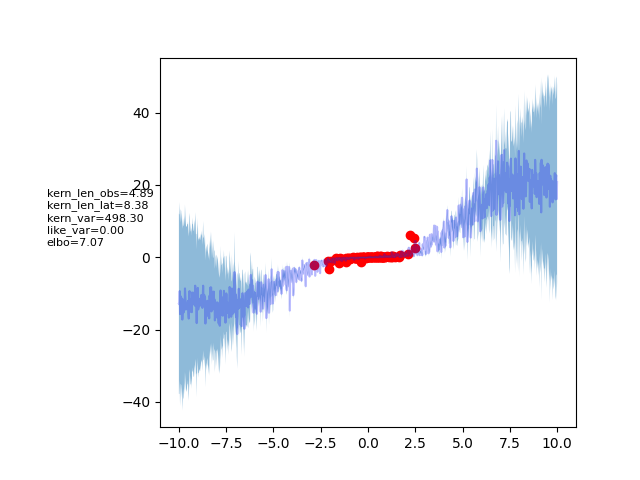 40
20
0
−20
−40
kern_len_obs=4.89
kern_len_lat=8.38
kern_var=498.30
like_var=0.00
elbo=7.07
−10.0 −7.5 −5.0 −2.5 0.0 2.5 5.0 7.5 10.0